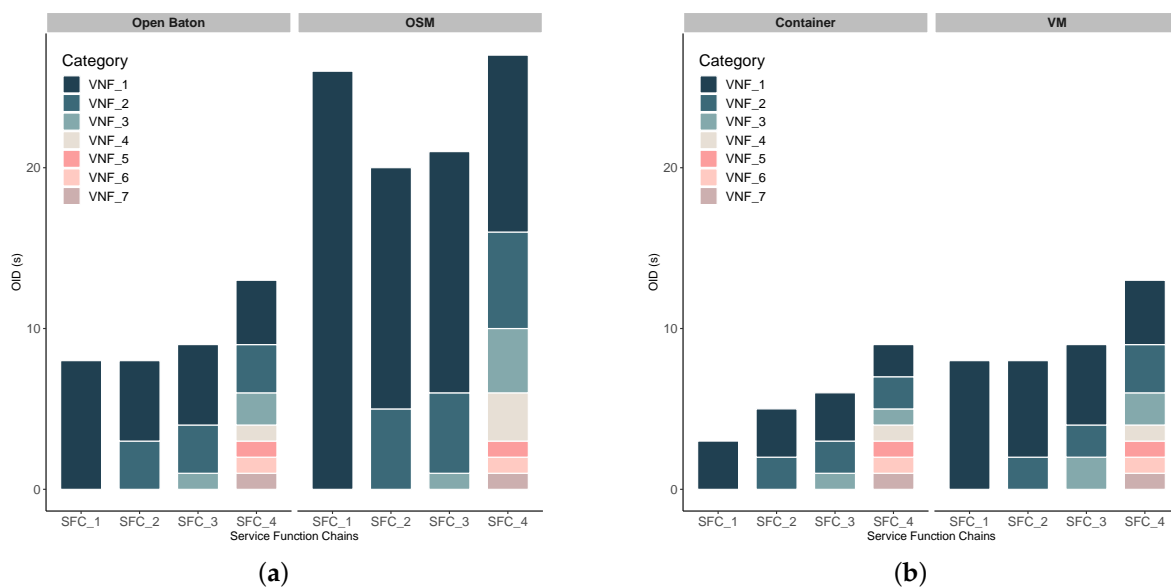 Open Baton OSM
Category
VNF_1
VNF_2
VNF_3
VNF_4
VNF_5
VNF_6
VNF_7
20
10
0
OID (s)
SFC_1 SFC_2 SFC_3 SFC_4 SFC_1 SFC_2 SFC_3 SFC_4
Service Function Chains
(a)
Container VM
Category
VNF_1
VNF_2
VNF_3
VNF_4
VNF_5
VNF_6
VNF_7
20
10
0
OID (s)
SFC_1 SFC_2 SFC_3 SFC_4 SFC_1 SFC_2 SFC_3 SFC_4
Service Function Chains
(b)